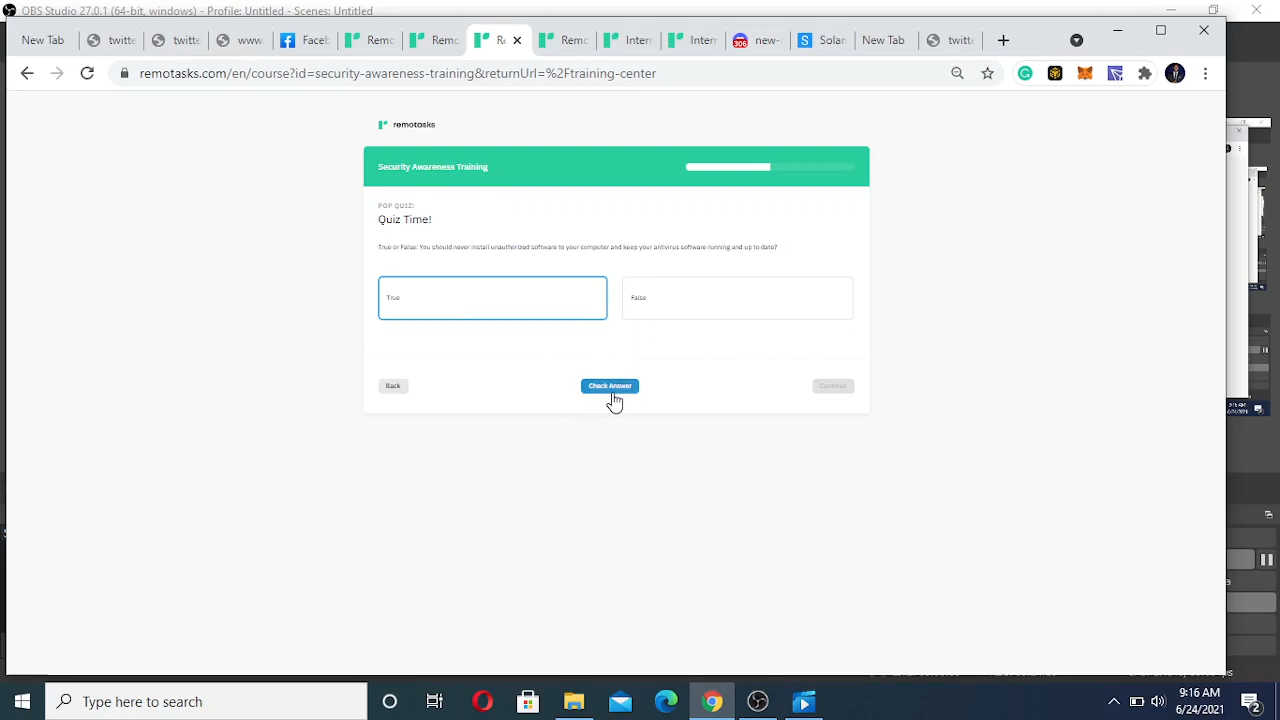 OBS Studio 27.0.1 (64-bit, windows) - Profile: Untitled - Scenes: Untitled
New Tab
twitte
twitte
www.
Faceb
Remo
Remo
Re
Remo
Intern
Intern
306
new-
S
Solan
New Tab
twitte
remotasks.com/en/course?id=security-awareness-training&returnUrl=%2Ftraining-center
remotasks
Security Awareness Training
POP QUIZ:
Quiz Time!
True or False: You should never install unauthorized software to your computer and keep your antivirus software running and up to date?
True
False
Back
Check Answer
Continue
Type here to search
9:16 AM
6/24/2021
2